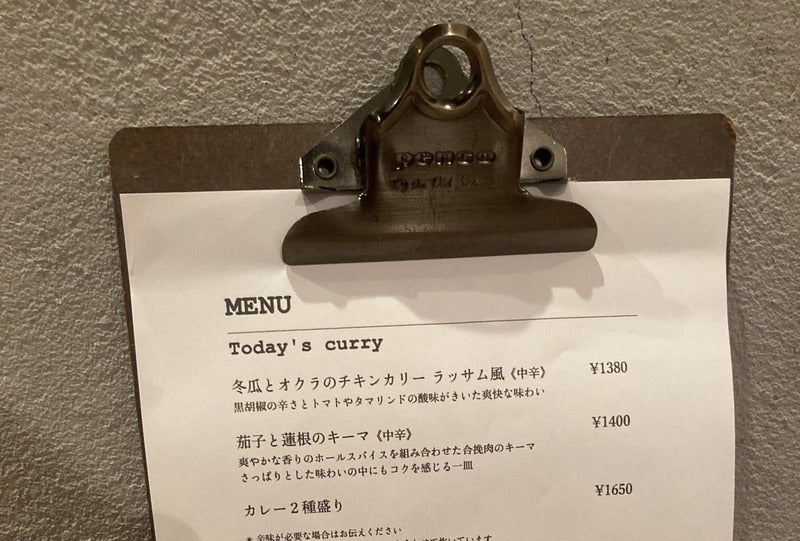 penco
MENU
Today's curry
冬瓜とオクラのチキンカリー ラッサム風《中辛》 ¥1380
黒胡椒の辛さとトマトやタマリンドの酸味がきいた爽快な味わい
茄子と蓮根のキーマ《中辛》 ¥1400
爽やかな香りのホールスパイスを組み合わせた合挽肉のキーマ
さっぱりとした味わいの中にもコクを感じる一皿
カレー２種盛り ¥1650
＊辛味が必要な場合はお伝えください